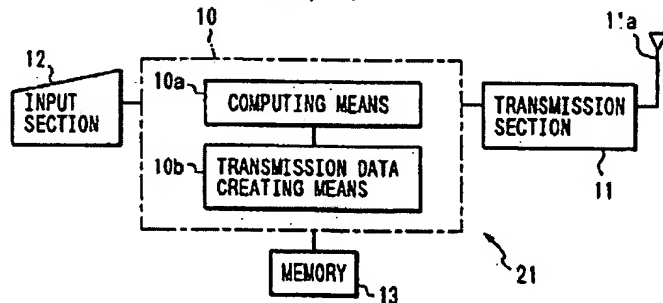 10
11a
12
INPUT
SECTION
10a
COMPUTING MEANS
10b
TRANSMISSION DATA
CREATING MEANS
TRANSMISSION
SECTION
11
MEMORY
13
21